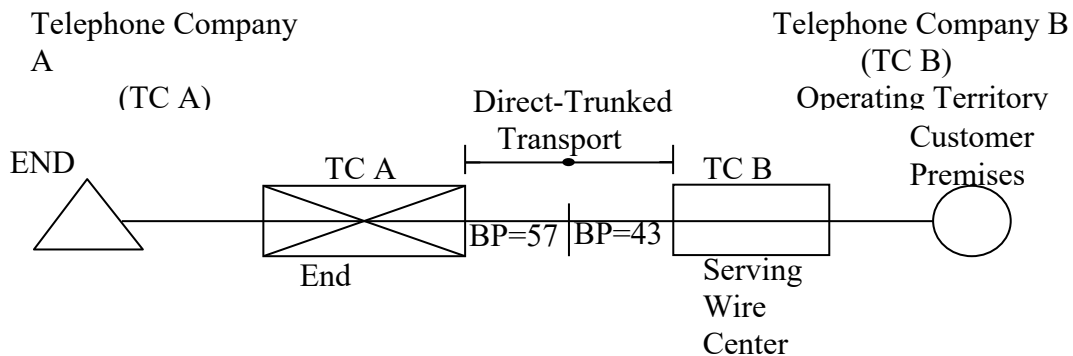 Telephone Company
A
(TC A)
Telephone Company B
(TC B)
Operating Territory
Direct-Trunked
Transport
Customer
Premises
END
TC A
TC B
BP=57
BP=43
End
Serving
Wire
Center